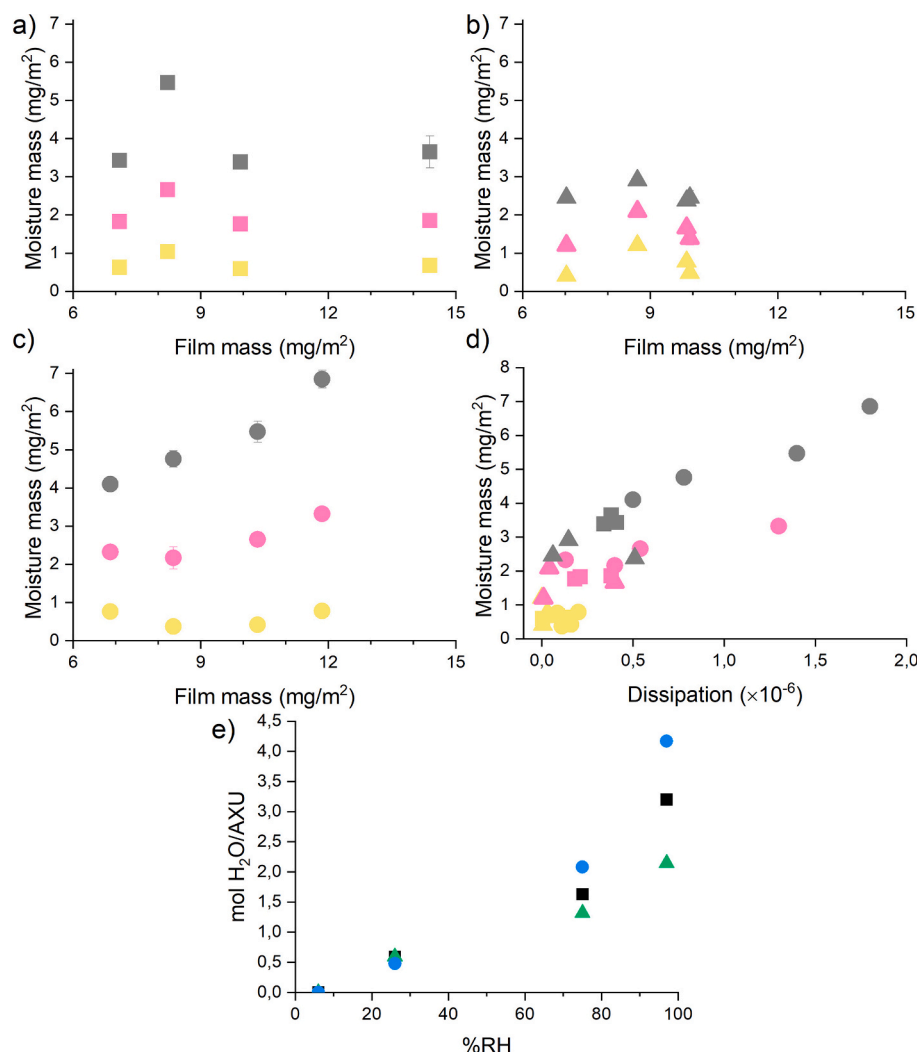 a)
Moisture mass (mg/m²)
7
6
5
4
3
2
1
0
6 9 12 15
Film mass (mg/m²)
b)
Moisture mass (mg/m²)
7
6
5
4
3
2
1
0
6 9 12 15
Film mass (mg/m²)
c)
Moisture mass (mg/m²)
7
6
5
4
3
2
1
0
6 9 12 15
Film mass (mg/m²)
d)
Moisture mass (mg/m²)
8
7
6
5
4
3
2
1
0
0,0 0,5 1,0 1,5 2,0
Dissipation (×10⁻⁶)
e)
mol H₂O/AXU
4,5
4,0
3,5
3,0
2,5
2,0
1,5
1,0
0,5
0,0
0 20 40 60 80 100
%RH